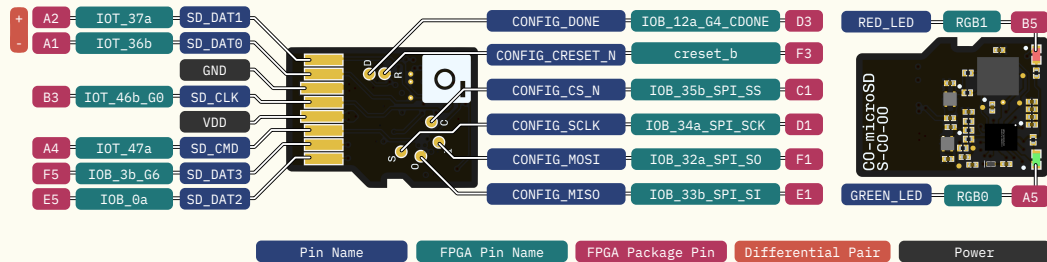 + A2 IOT_37a SD_DAT1
- A1 IOT_36b SD_DAT0
GND
B3 IOT_46b_G0 SD_CLK
VDD
A4 IOT_47a SD_CMD
F5 IOB_3b_G6 SD_DAT3
E5 IOB_0a SD_DAT2
D R
C
S O I
CONFIG_DONE IOB_12a_G4_CDONE D3
CONFIG_CRESET_N creset_b F3
CONFIG_CS_N IOB_35b_SPI_SS C1
CONFIG_SCLK IOB_34a_SPI_SCK D1
CONFIG_MOSI IOB_32a_SPI_SO F1
CONFIG_MISO IOB_33b_SPI_SI E1
RED_LED RGB1 B5
GO-microSD
S-C0-00
GREEN_LED RGB0 A5
Pin Name FPGA Pin Name FPGA Package Pin Differential Pair Power